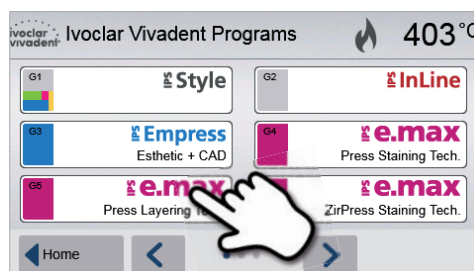 ivoclar
vivadent
Ivoclar Vivadent Programs
403°C
G1
IPS Style
G2
IPS InLine
G3
IPS Empress
Esthetic + CAD
G4
IPS e.max
Press Staining Tech.
G5
IPS e.max
Press Layering
e.max
ZirPress Staining Tech.
Home